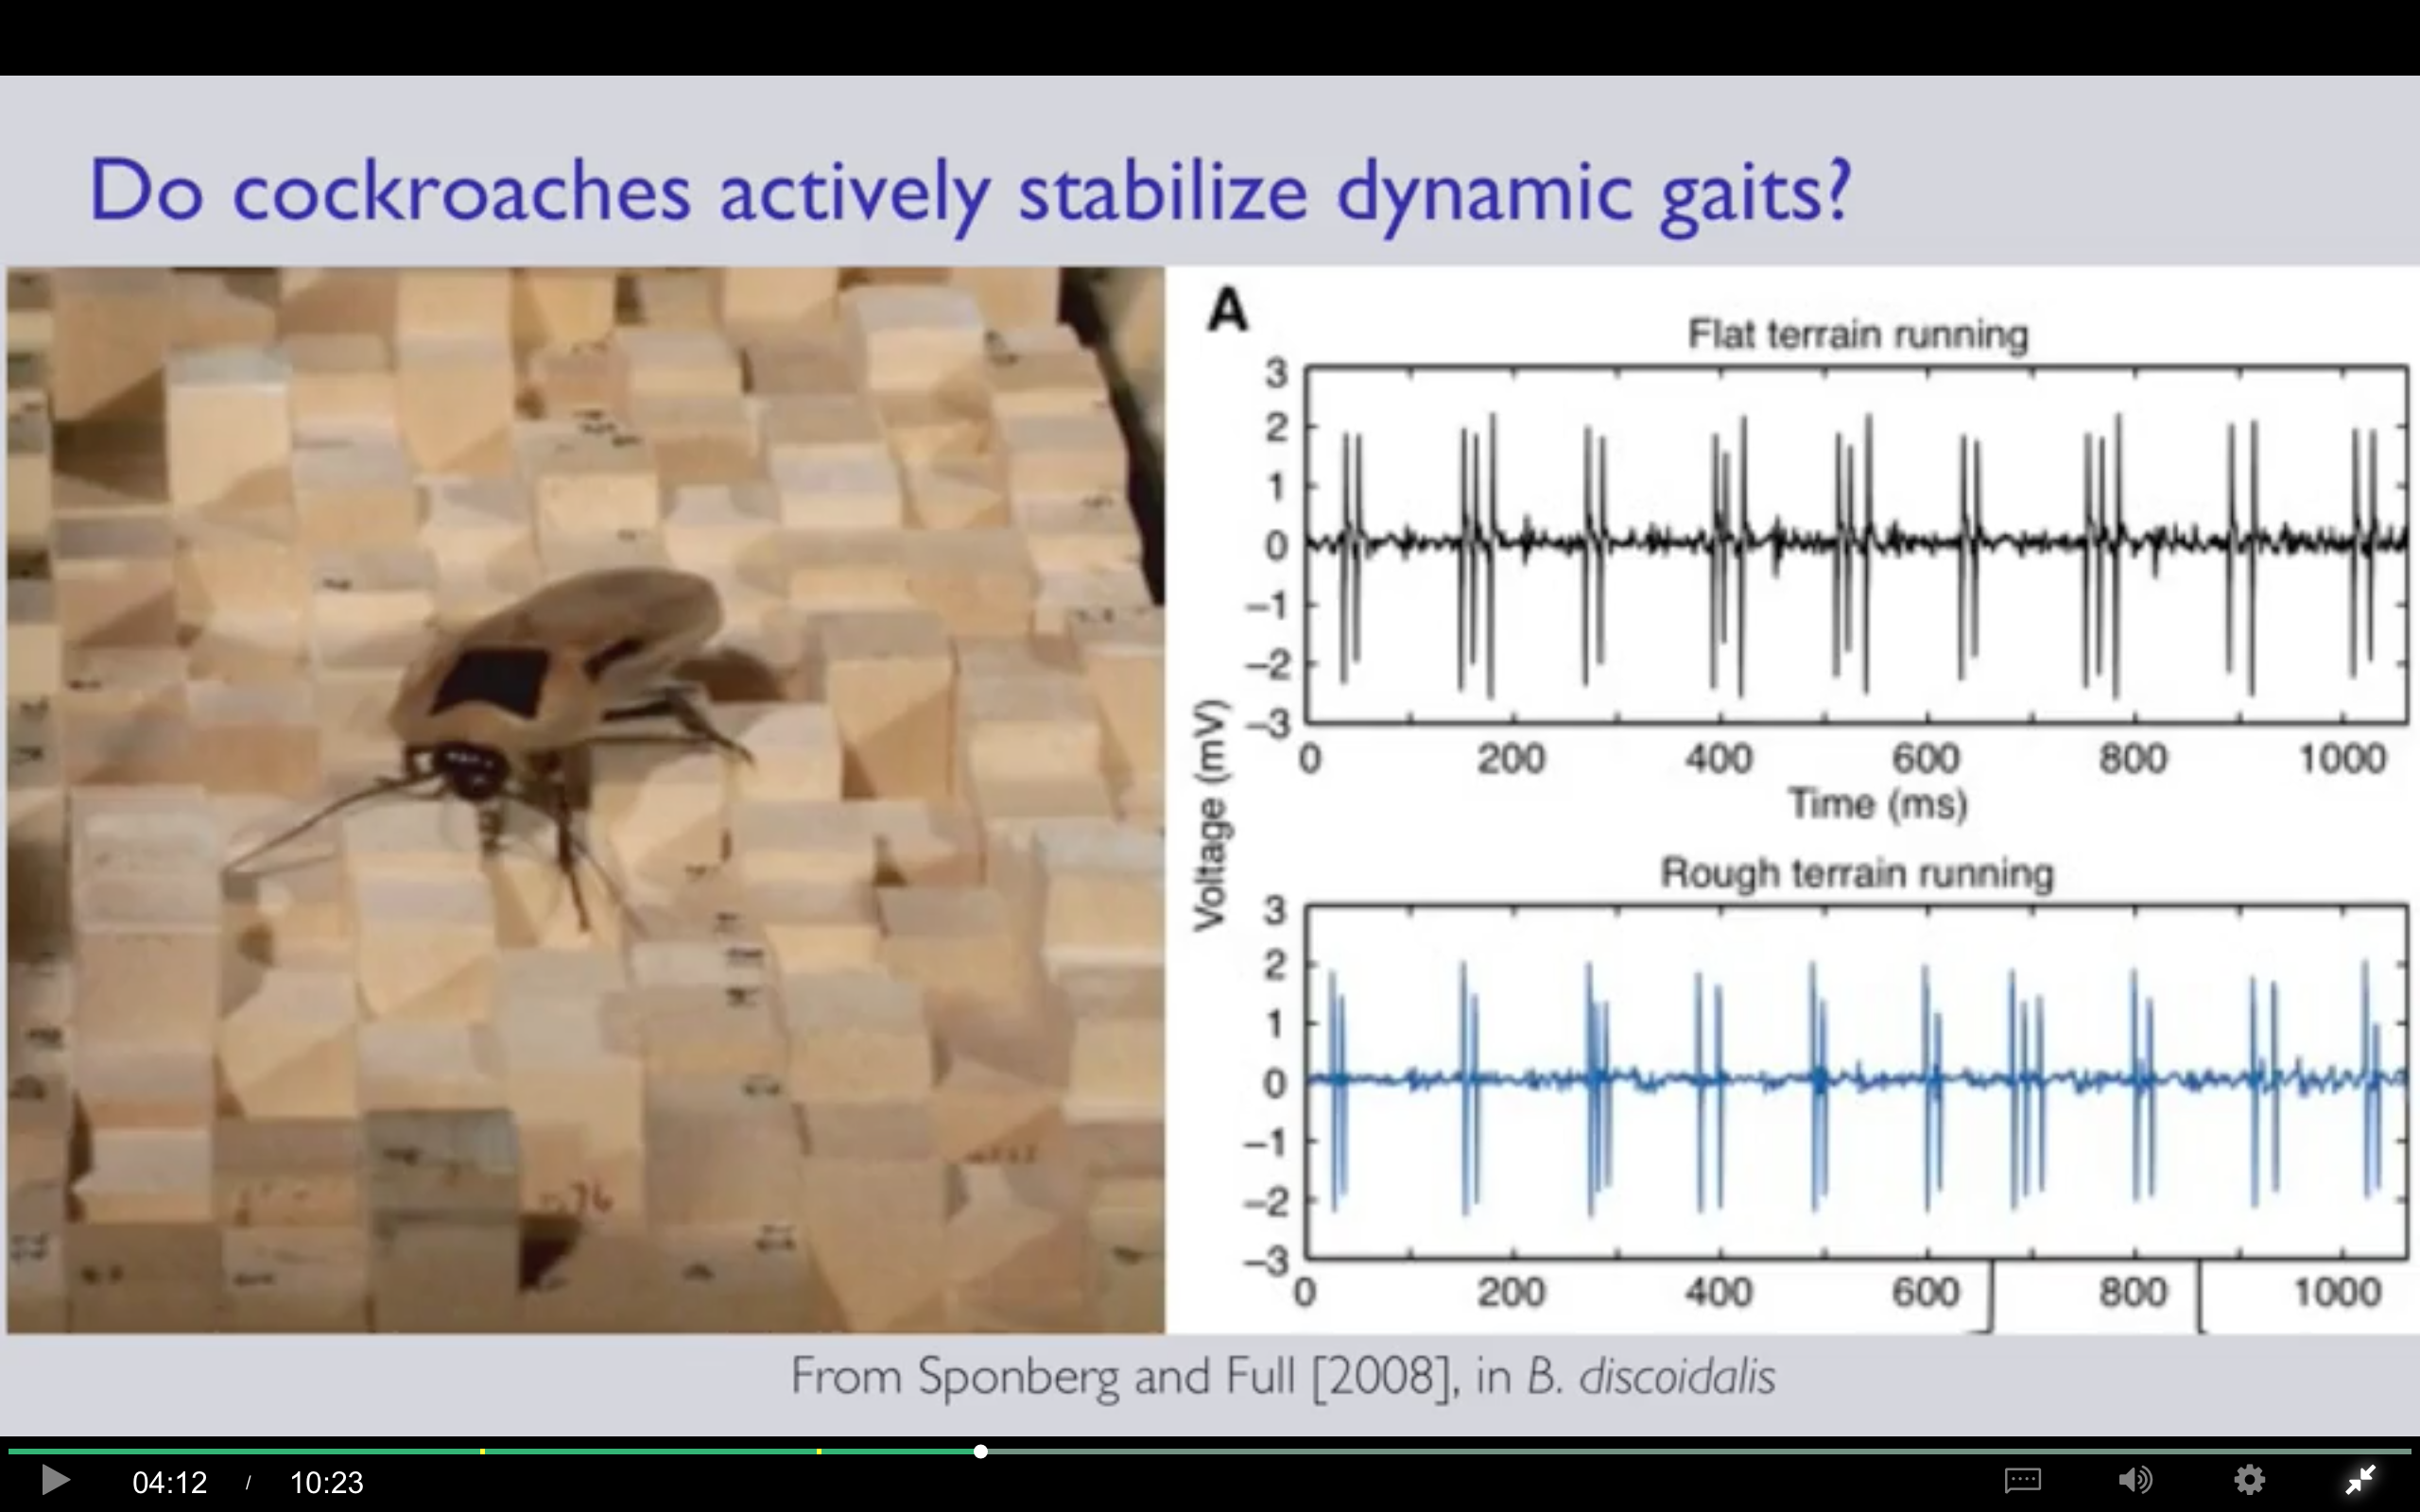 Do cockroaches actively stabilize dynamic gaits?
A
Flat terrain running
3
2
1
0
−1
−2
−3
0 200 400 600 800 1000
Time (ms)
Voltage (mV)
Rough terrain running
3
2
1
0
−1
−2
−3
0 200 400 600 800 1000
From Sponberg and Full [2008], in B. discoidalis
04:12 / 10:23